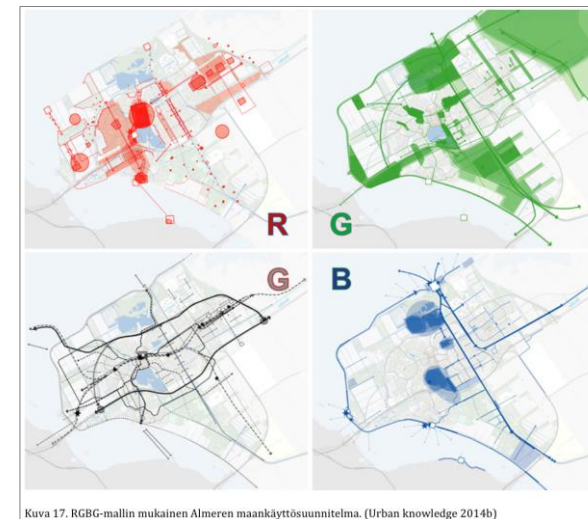 R
G
G
B
Kuva 17. RGBG-mallin mukainen Almeren maankäyttösuunnitelma. (Urban knowledge 2014b)